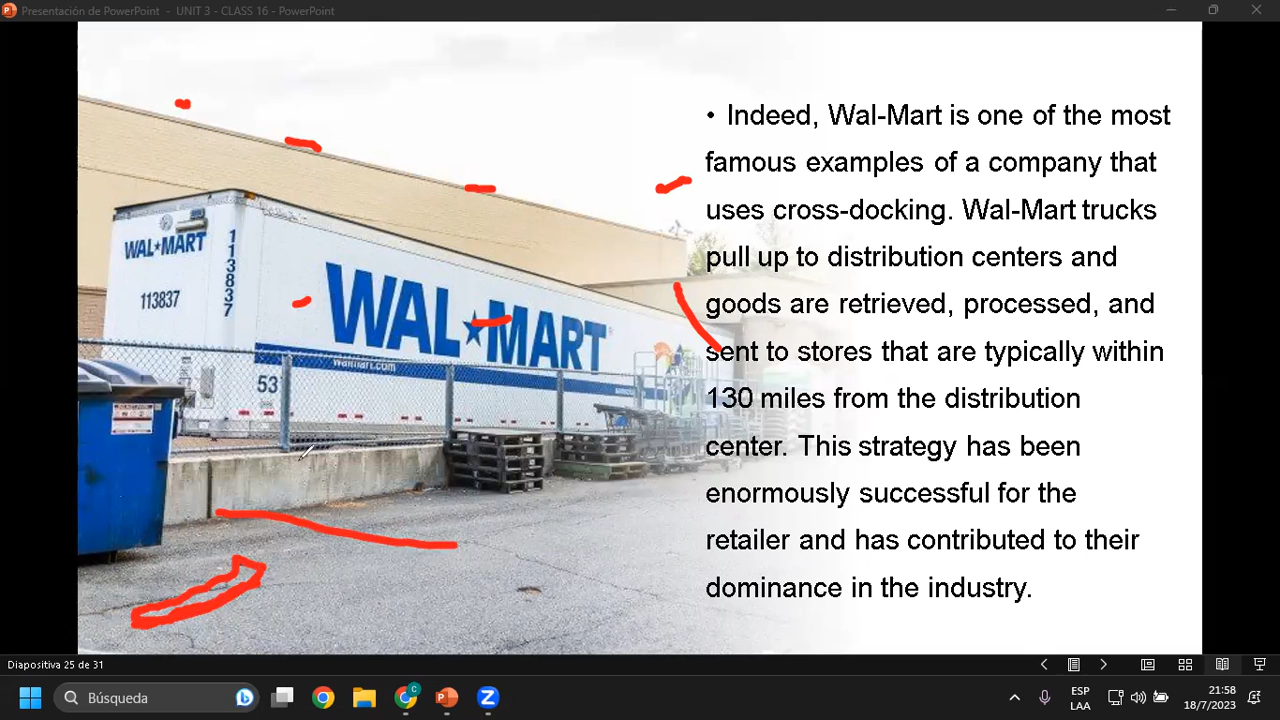 Presentación de PowerPoint - UNIT 3 - CLASS 16 - PowerPoint
• Indeed, Wal-Mart is one of the most
famous examples of a company that
uses cross-docking. Wal-Mart trucks
pull up to distribution centers and
goods are retrieved, processed, and
sent to stores that are typically within
130 miles from the distribution
center. This strategy has been
enormously successful for the
retailer and has contributed to their
dominance in the industry.
WAL★MART
113837
113837
WAL★MART
walmart.com
53
Diapositiva 25 de 31
Búsqueda
ESP
LAA
21:58
18/7/2023